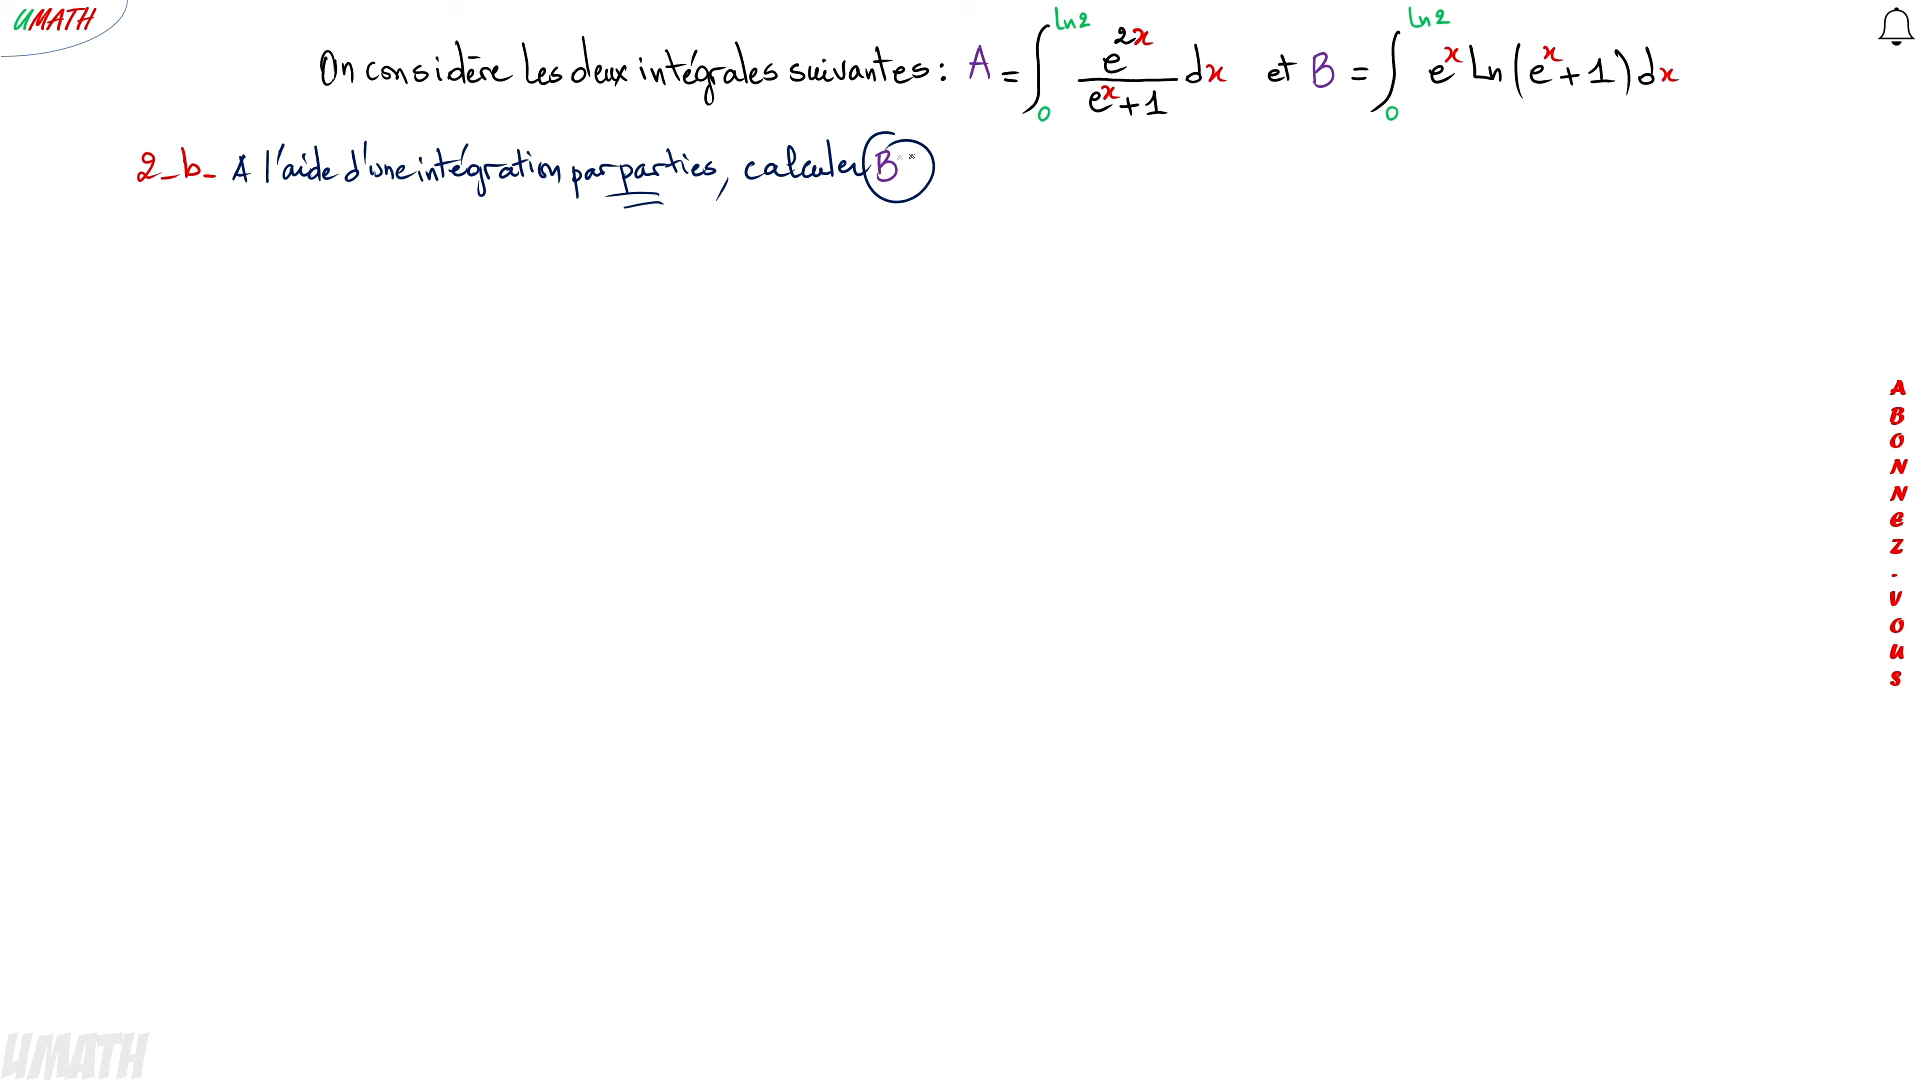 UMATH
On considère les deux intégrales suivantes : A = ∫₀^{ln2} e^{2x}/(e^x+1) dx et B = ∫₀^{ln2} e^x ln(e^x+1)dx
2_b_ A l'aide d'une intégration par parties, calculer B
ABONNEZ-VOUS
UMATH